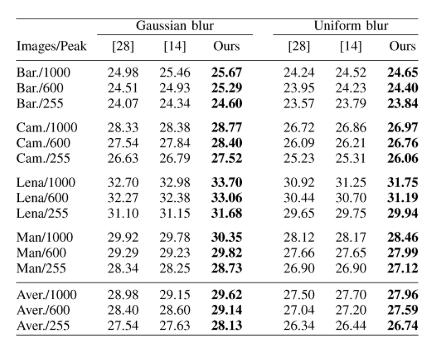 Gaussian blur Uniform blur
Images/Peak [28] [14] Ours [28] [14] Ours
Bar./1000 24.98 25.46 25.67 24.24 24.52 24.65
Bar./600 24.51 24.93 25.29 23.95 24.23 24.40
Bar./255 24.07 24.34 24.60 23.57 23.79 23.84
Cam./1000 28.33 28.38 28.77 26.72 26.86 26.97
Cam./600 27.54 27.84 28.40 26.09 26.21 26.76
Cam./255 26.63 26.79 27.52 25.23 25.31 26.06
Lena/1000 32.70 32.98 33.70 30.92 31.25 31.75
Lena/600 32.27 32.38 33.06 30.44 30.70 31.19
Lena/255 31.10 31.15 31.68 29.65 29.75 29.94
Man/1000 29.92 29.78 30.35 28.12 28.17 28.46
Man/600 29.29 29.23 29.82 27.66 27.65 27.99
Man/255 28.34 28.25 28.73 26.90 26.90 27.12
Aver./1000 28.98 29.15 29.62 27.50 27.70 27.96
Aver./600 28.40 28.60 29.14 27.04 27.20 27.59
Aver./255 27.54 27.63 28.13 26.34 26.44 26.74